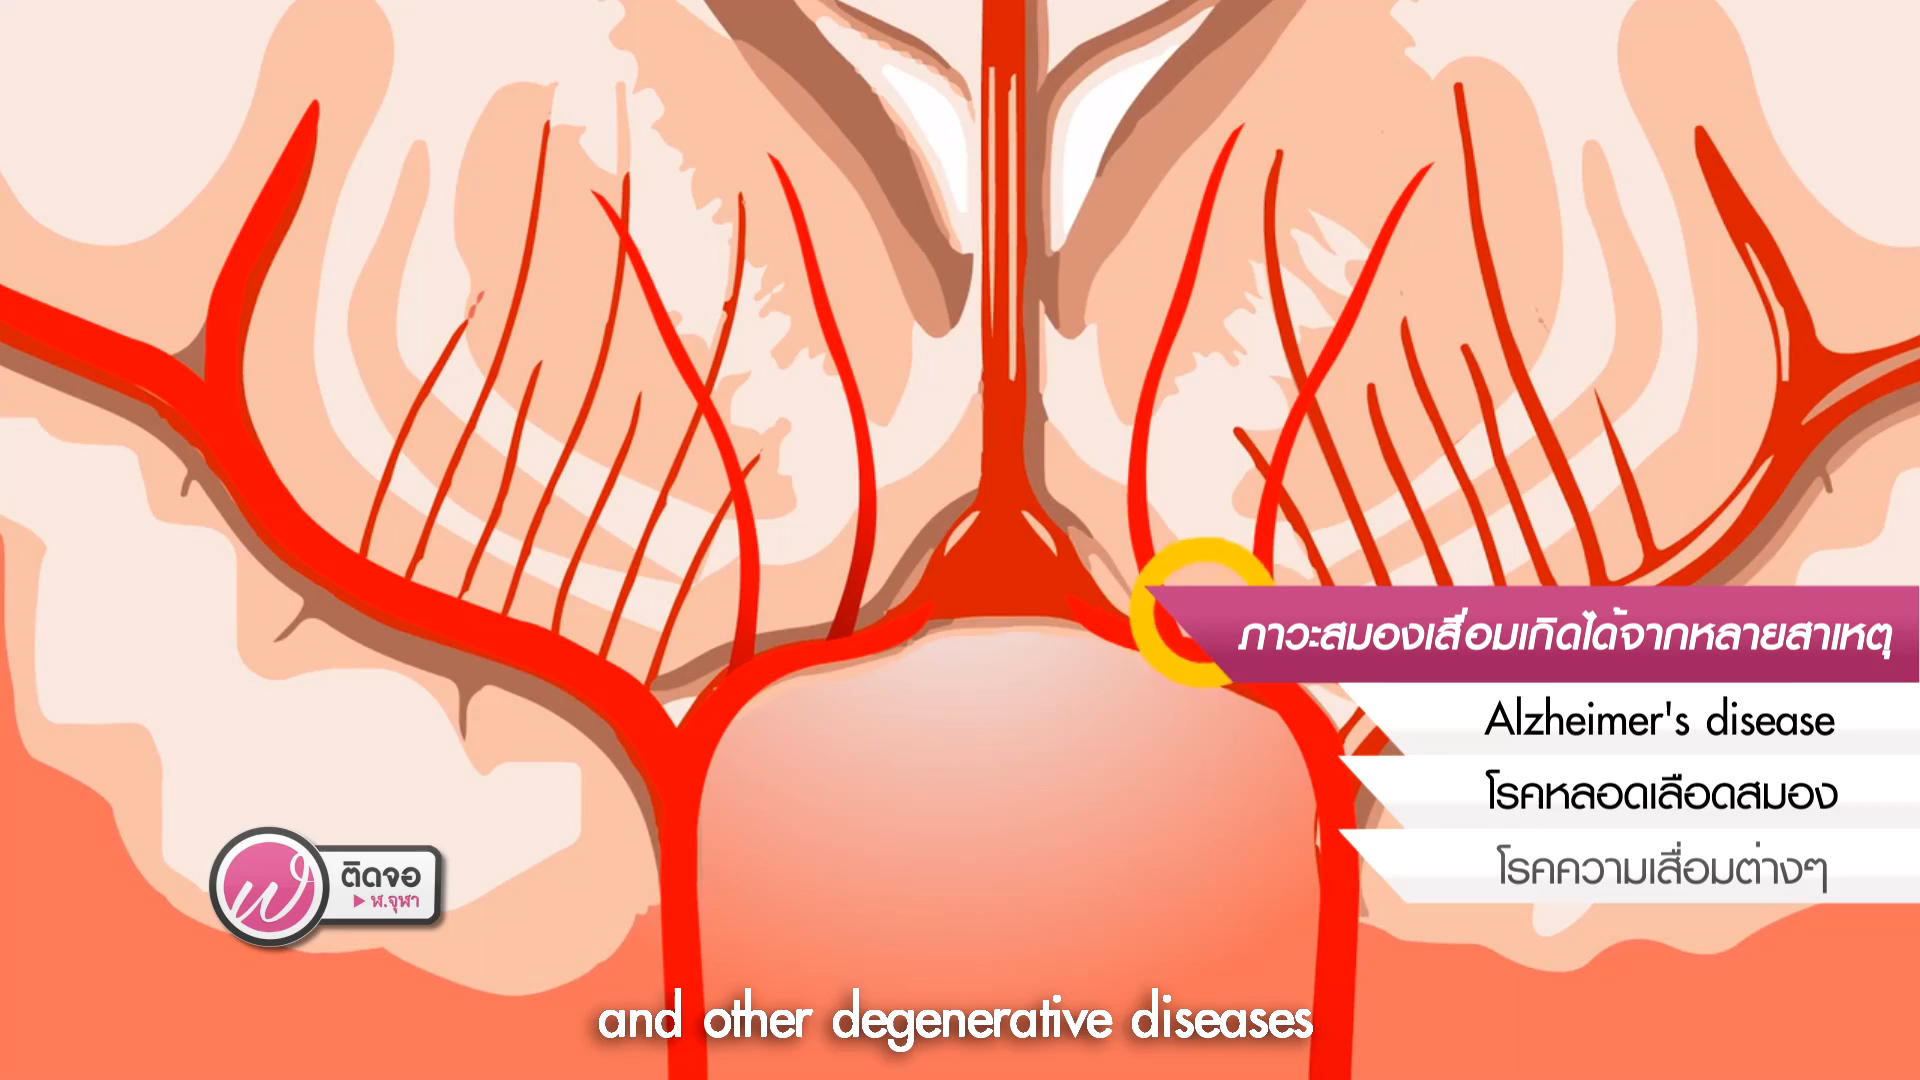 ภาวะสมองเสื่อมเกิดได้จากหลายสาเหตุ
Alzheimer's disease
โรคหลอดเลือดสมอง
โรคความเสื่อมต่างๆ
ติดจอ
ฬ.จุฬา
and other degenerative diseases